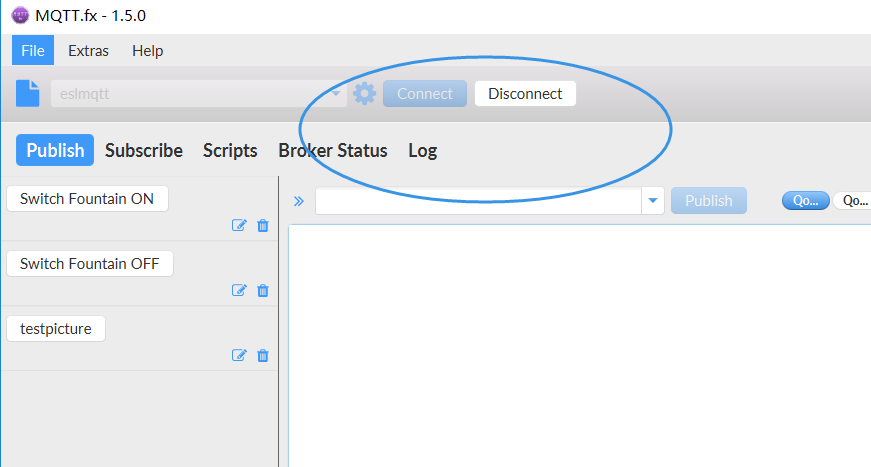 MQTT.fx - 1.5.0
File Extras Help
eslmqtt Connect Disconnect
Publish Subscribe Scripts Broker Status Log
Switch Fountain ON
Publish Qo... Qo...
Switch Fountain OFF
testpicture